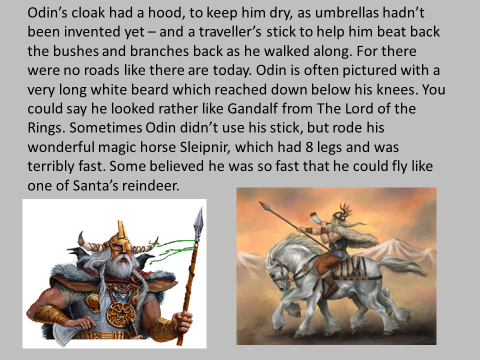 Odin’s cloak had a hood, to keep him dry, as umbrellas hadn’t
been invented yet – and a traveller’s stick to help him beat back
the bushes and branches back as he walked along. For there
were no roads like there are today. Odin is often pictured with a
very long white beard which reached down below his knees. You
could say he looked rather like Gandalf from The Lord of the
Rings. Sometimes Odin didn’t use his stick, but rode his
wonderful magic horse Sleipnir, which had 8 legs and was
terribly fast. Some believed he was so fast that he could fly like
one of Santa’s reindeer.